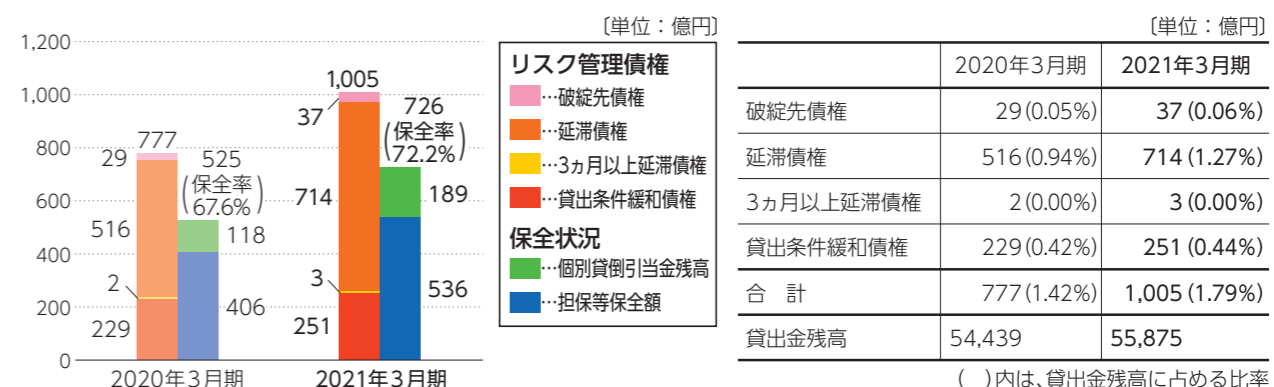 〔単位：億円〕
1,200
1,000
800
600
400
200
0
777
29
516
2
229
525
(保全率
67.6%)
118
406
1,005
37
714
3
251
726
(保全率
72.2%)
189
536
2020年3月期
2021年3月期
リスク管理債権
…破綻先債権
…延滞債権
…3ヵ月以上延滞債権
…貸出条件緩和債権
保全状況
…個別貸倒引当金残高
…担保等保全額
〔単位：億円〕
2020年3月期 2021年3月期
破綻先債権 29(0.05%) 37(0.06%)
延滞債権 516(0.94%) 714(1.27%)
3ヵ月以上延滞債権 2(0.00%) 3(0.00%)
貸出条件緩和債権 229(0.42%) 251(0.44%)
合　計 777(1.42%) 1,005(1.79%)
貸出金残高 54,439 55,875
(　)内は、貸出金残高に占める比率